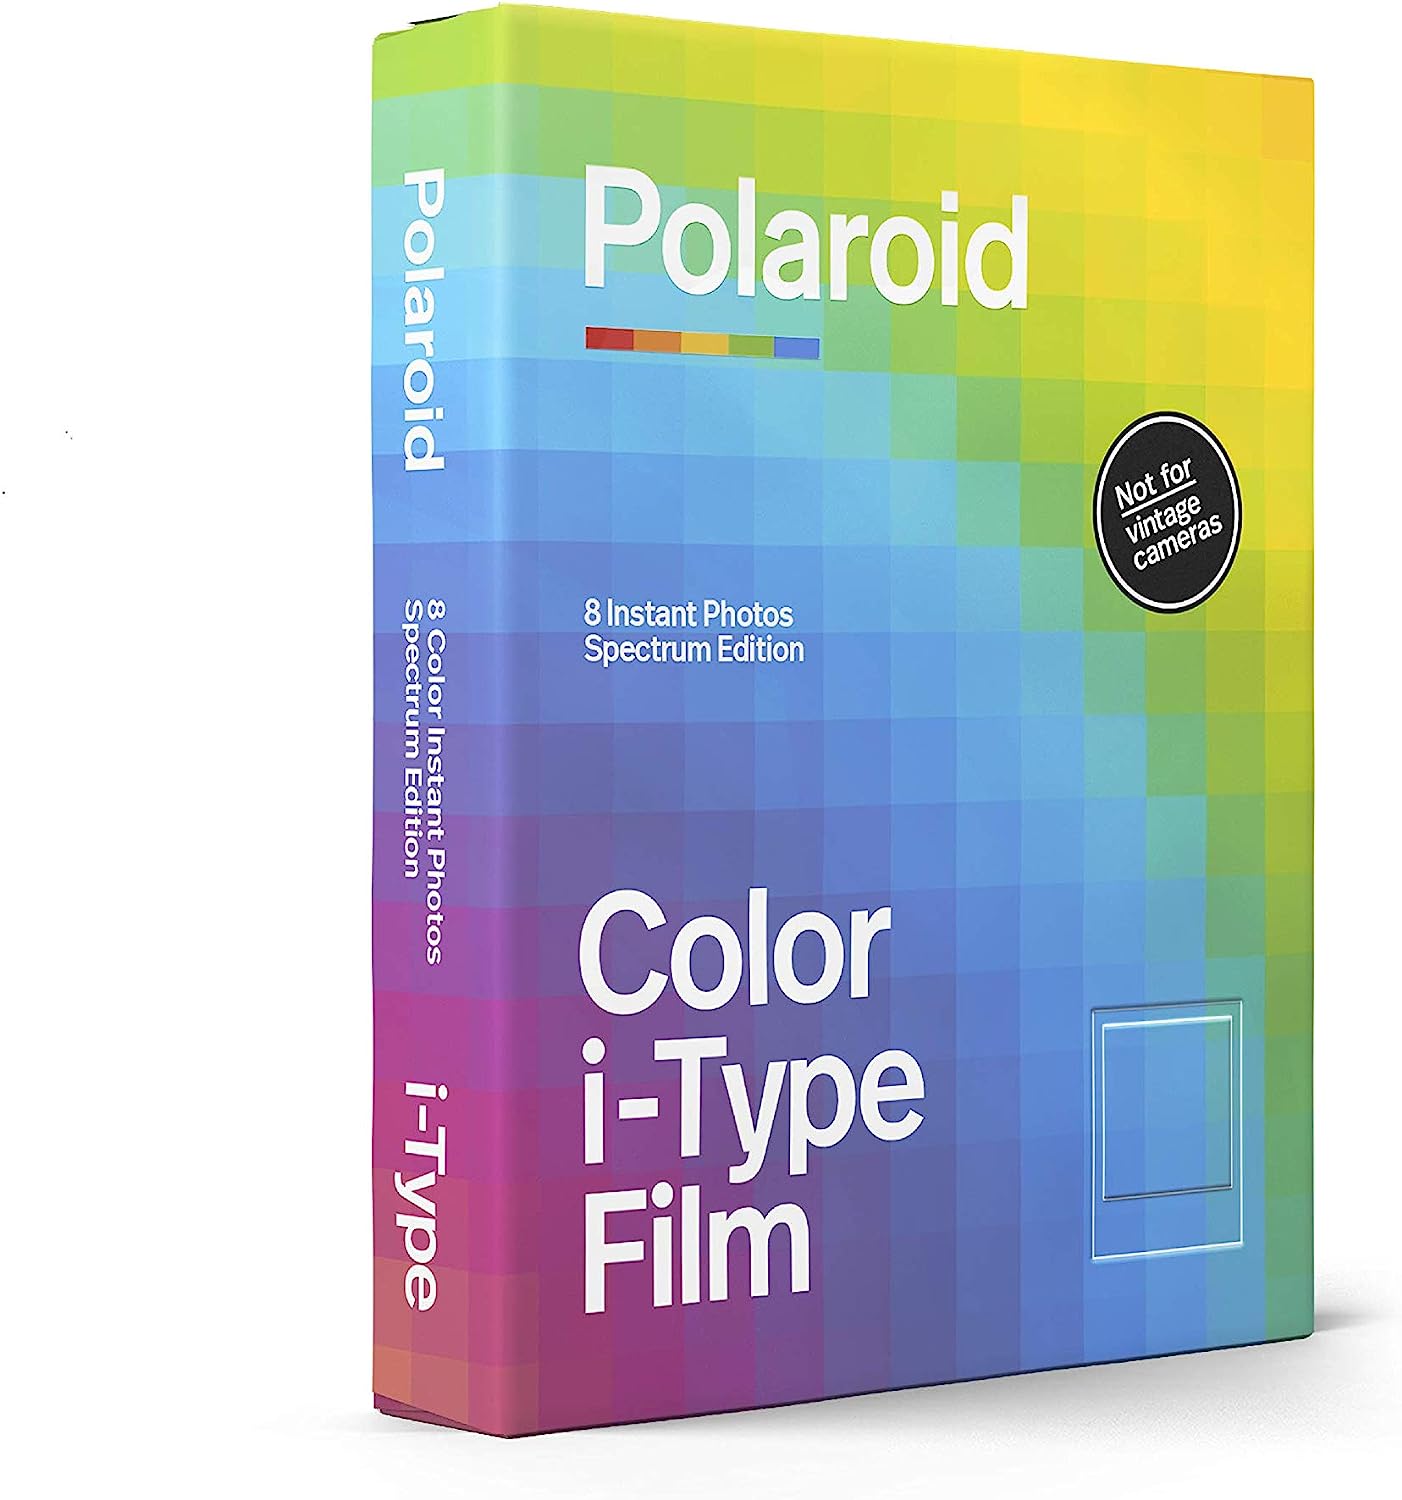 Polaroid
8 Color Instant Photos
Spectrum Edition
i-Type
Polaroid
Not for
vintage
cameras
8 Instant Photos
Spectrum Edition
Color
i-Type
Film